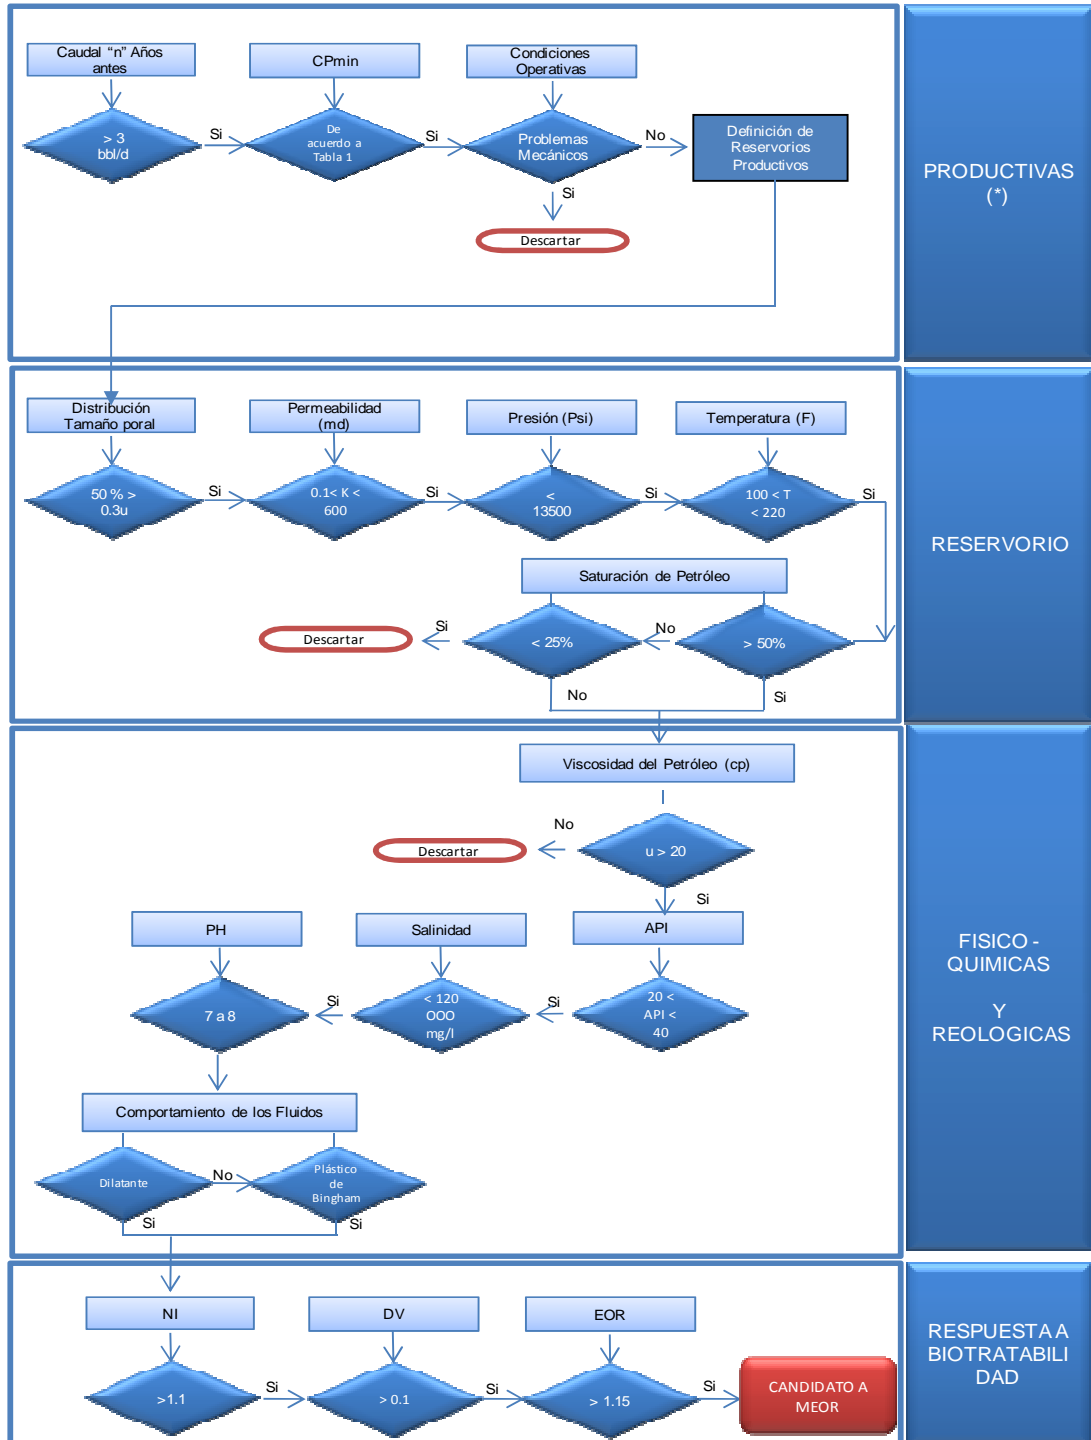 Caudal "n" Años
antes
CPmin
Condiciones
Operativas
> 3
bbl/d
Si
De
acuerdo a
Tabla 1
Si
Problemas
Mecánicos
No
Definición de
Reservorios
Productivos
Si
Descartar
PRODUCTIVAS
(*)
Distribución
Tamaño poral
Permeabilidad
(md)
Presión (Psi)
Temperatura (F)
50 % >
0.3u
Si
0.1< K <
600
Si
<
13500
Si
100 < T
< 220
Si
Saturación de Petróleo
Descartar
Si
< 25%
No
> 50%
No
Si
RESERVORIO
Viscosidad del Petróleo (cp)
Descartar
No
u > 20
Si
PH
Salinidad
API
7 a 8
Si
< 120
OOO
mg/l
Si
20 <
API <
40
Comportamiento de los Fluidos
Dilatante
No
Plástico
de
Bingham
Si
Si
FISICO -
QUIMICAS
Y
REOLOGICAS
NI
DV
EOR
>1.1
Si
> 0.1
Si
> 1.15
Si
CANDIDATO A
MEOR
RESPUESTA A
BIOTRATABILI
DAD